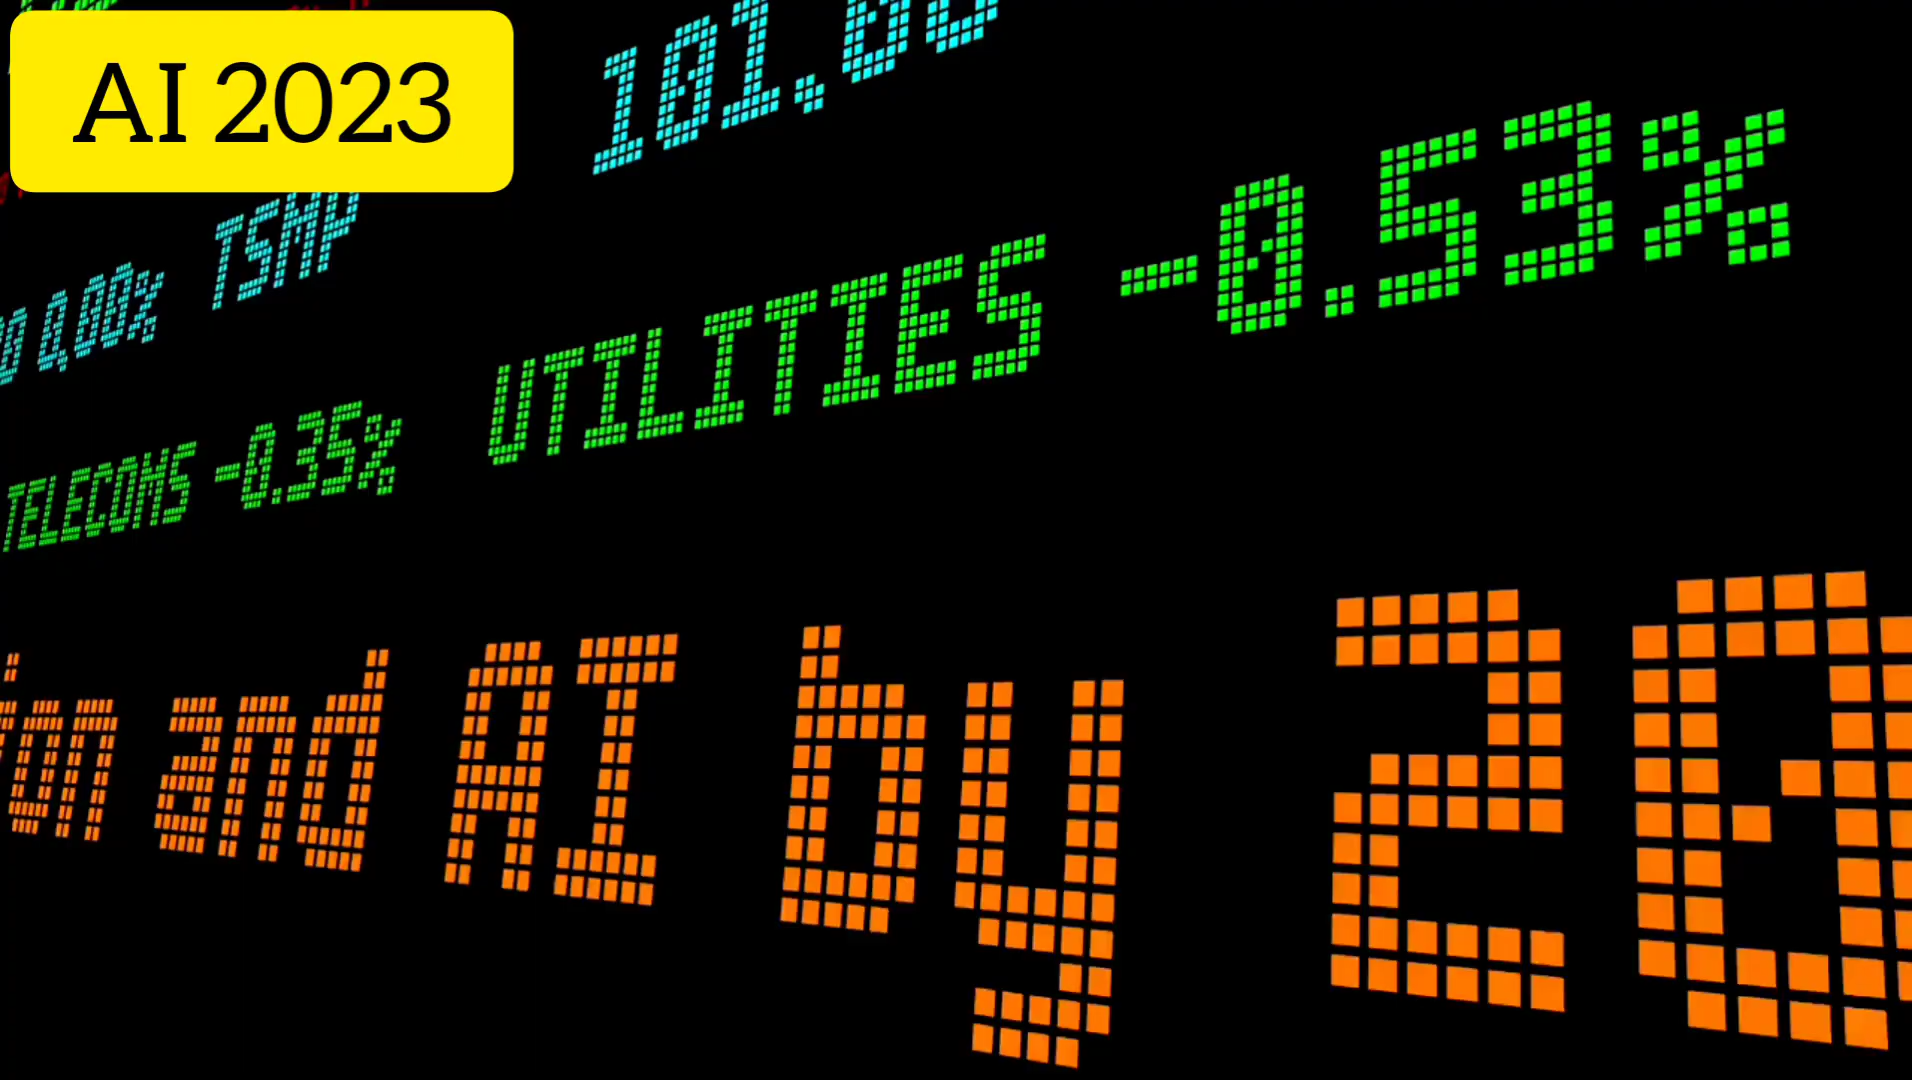 AI 2023
101.00
0.00% TSMP
TELECOMS -0.35% UTILITIES -0.53%
and AI by 20